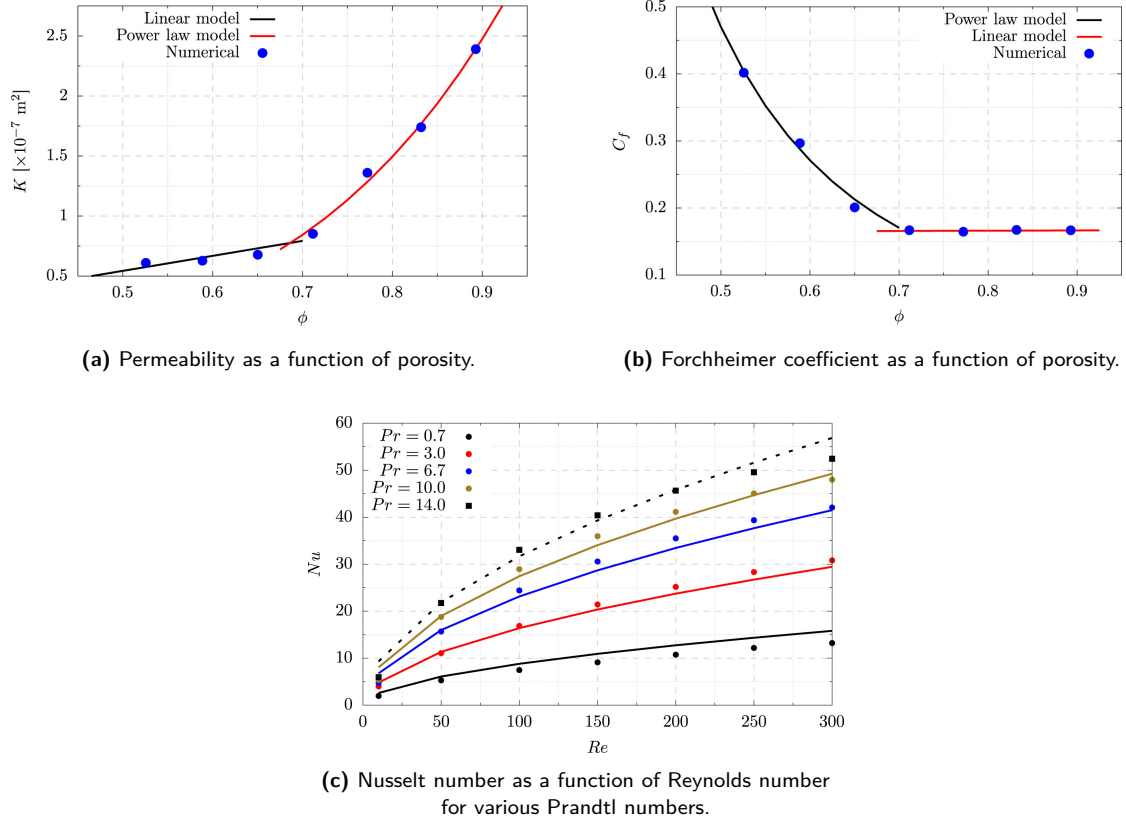 Linear model
Power law model
Numerical
2.5
2
1.5
1
0.5
K [×10⁻⁷ m²]
0.5 0.6 0.7 0.8 0.9
ϕ
(a) Permeability as a function of porosity.
Power law model
Linear model
Numerical
0.5
0.4
0.3
0.2
0.1
C_f
0.5 0.6 0.7 0.8 0.9
ϕ
(b) Forchheimer coefficient as a function of porosity.
Pr = 0.7
Pr = 3.0
Pr = 6.7
Pr = 10.0
Pr = 14.0
60
50
40
30
20
10
0
Nu
0 50 100 150 200 250 300
Re
(c) Nusselt number as a function of Reynolds number
for various Prandtl numbers.